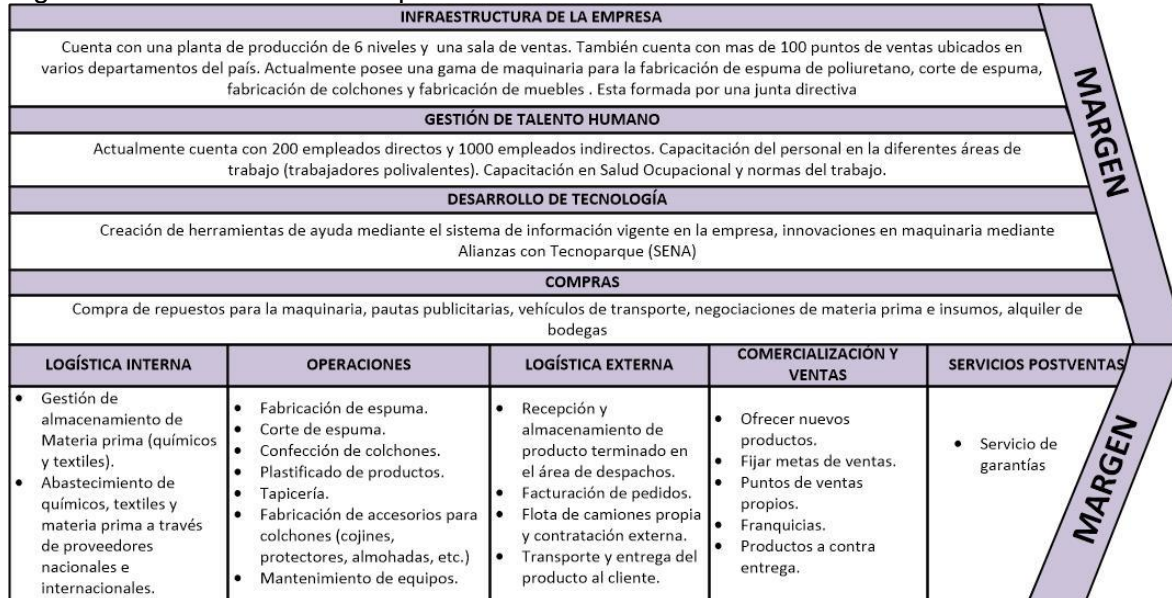 INFRAESTRUCTURA DE LA EMPRESA
Cuenta con una planta de producción de 6 niveles y una sala de ventas. También cuenta con mas de 100 puntos de ventas ubicados en
varios departamentos del país. Actualmente posee una gama de maquinaria para la fabricación de espuma de poliuretano, corte de espuma,
fabricación de colchones y fabricación de muebles . Esta formada por una junta directiva
GESTIÓN DE TALENTO HUMANO
Actualmente cuenta con 200 empleados directos y 1000 empleados indirectos. Capacitación del personal en la diferentes áreas de
trabajo (trabajadores polivalentes). Capacitación en Salud Ocupacional y normas del trabajo.
DESARROLLO DE TECNOLOGÍA
Creación de herramientas de ayuda mediante el sistema de información vigente en la empresa, innovaciones en maquinaria mediante
Alianzas con Tecnoparque (SENA)
COMPRAS
Compra de repuestos para la maquinaria, pautas publicitarias, vehículos de transporte, negociaciones de materia prima e insumos, alquiler de
bodegas
MARGEN
LOGÍSTICA INTERNA
• Gestión de
almacenamiento de
Materia prima (químicos
y textiles).
• Abastecimiento de
químicos, textiles y
materia prima a través
de proveedores
nacionales e
internacionales.
OPERACIONES
• Fabricación de espuma.
• Corte de espuma.
• Confección de colchones.
• Plastificado de productos.
• Tapicería.
• Fabricación de accesorios para
colchones (cojines,
protectores, almohadas, etc.)
• Mantenimiento de equipos.
LOGÍSTICA EXTERNA
• Recepción y
almacenamiento de
producto terminado en
el área de despachos.
• Facturación de pedidos.
• Flota de camiones propia
y contratación externa.
• Transporte y entrega del
producto al cliente.
COMERCIALIZACIÓN Y
VENTAS
• Ofrecer nuevos
productos.
• Fijar metas de ventas.
• Puntos de ventas
propios.
• Franquicias.
• Productos a contra
entrega.
SERVICIOS POSTVENTAS
• Servicio de
garantías
MARGEN